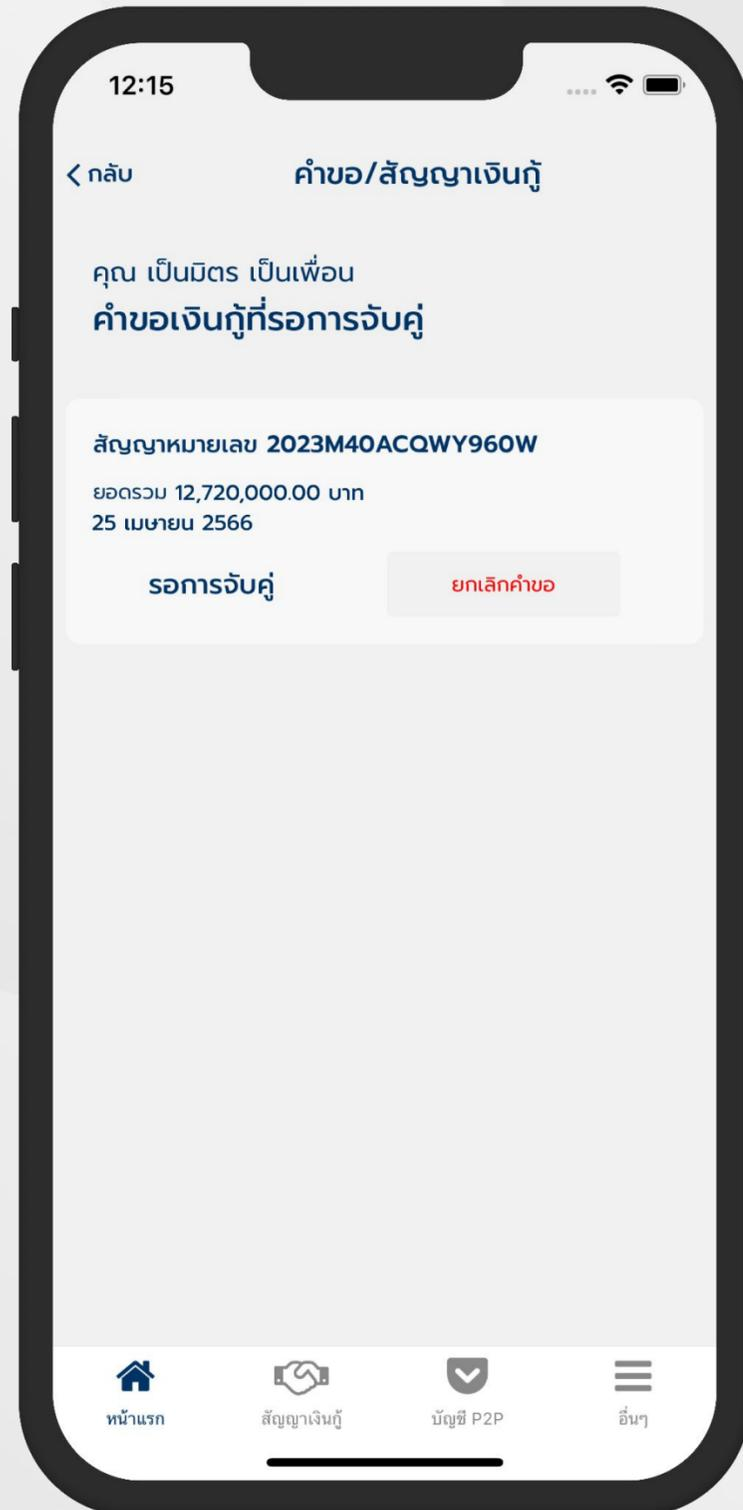 12:15
กลับ
คำขอ/สัญญาเงินกู้
คุณ เป็นมิตร เป็นเพื่อน
คำขอเงินกู้ที่รอการจับคู่
สัญญาหมายเลข 2023M40ACQWY960W
ยอดรวม 12,720,000.00 บาท
25 เมษายน 2566
รอการจับคู่
ยกเลิกคำขอ
หน้าแรก
สัญญาเงินกู้
บัญชี P2P
อื่นๆ